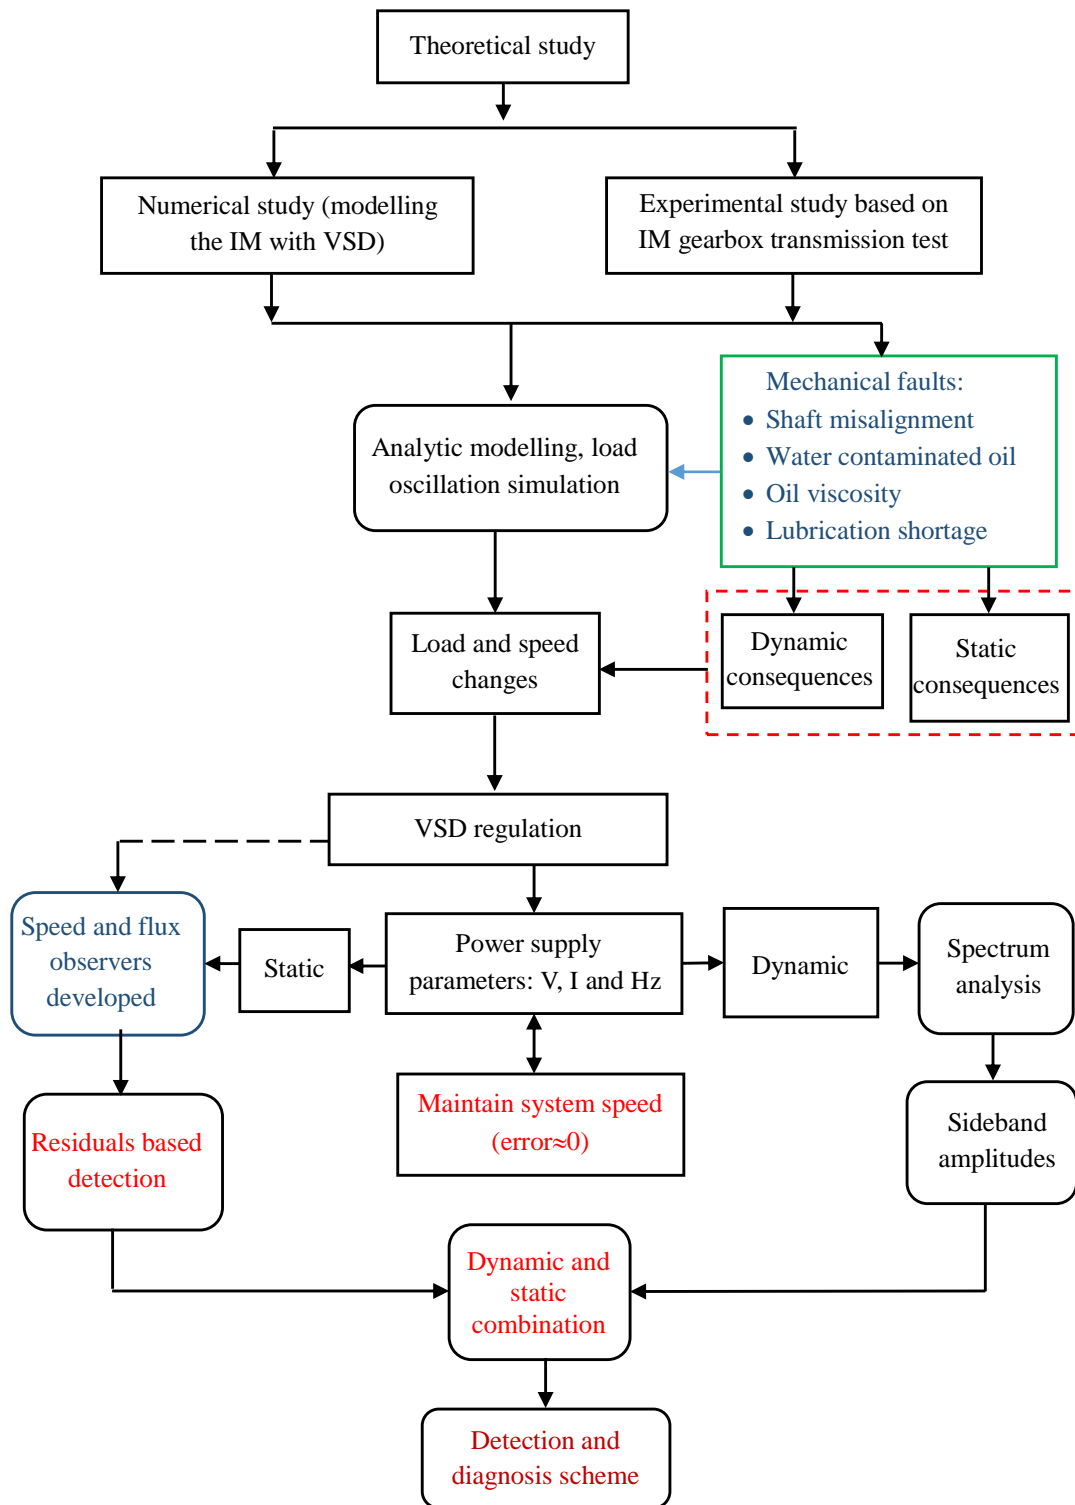 Theoretical study
Numerical study (modelling
the IM with VSD)
Experimental study based on
IM gearbox transmission test
Mechanical faults:
• Shaft misalignment
• Water contaminated oil
• Oil viscosity
• Lubrication shortage
Analytic modelling, load
oscillation simulation
Load and speed
changes
Dynamic
consequences
Static
consequences
VSD regulation
Speed and flux
observers
developed
Static
Power supply
parameters: V, I and Hz
Dynamic
Spectrum
analysis
Maintain system speed
(error≈0)
Residuals based
detection
Sideband
amplitudes
Dynamic and
static
combination
Detection and
diagnosis scheme